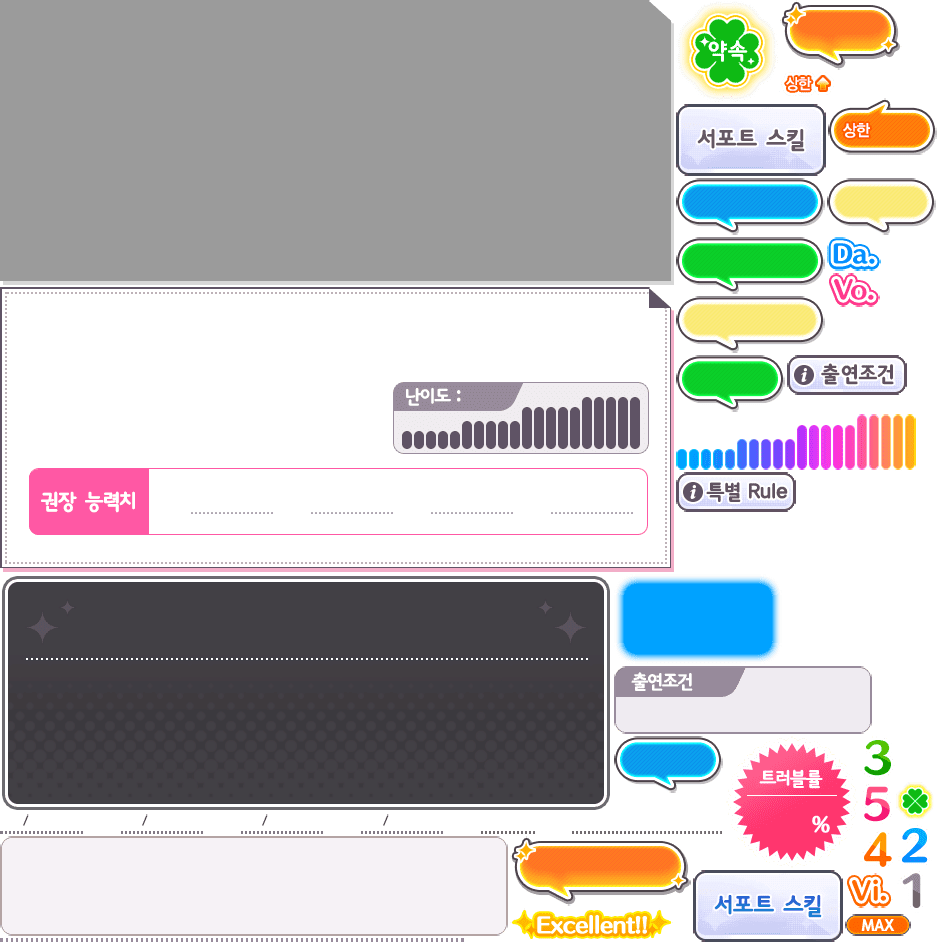 약속
상한
서포트 스킬
상한
Da.
Vo.
출연조건
난이도 :
특별 Rule
권장 능력치
출연조건
트러블률
%
3
5
4
2
/ / / /
Vi.
1
서포트 스킬
MAX
Excellent!!